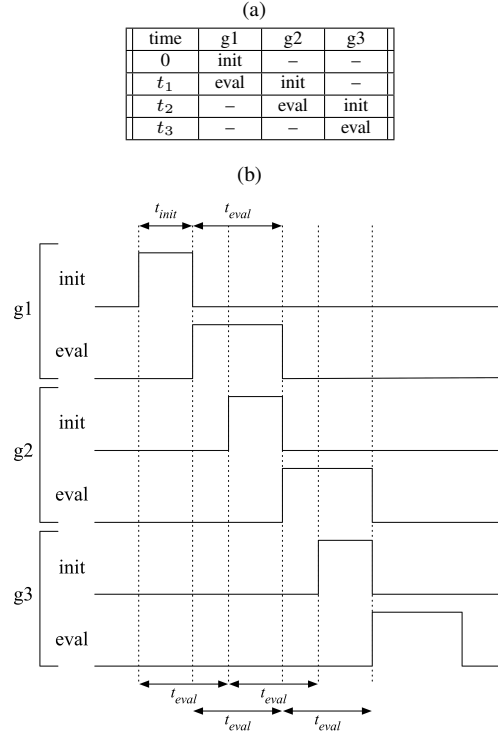 (a)
time g1 g2 g3
0 init – –
t1 eval init –
t2 – eval init
t3 – – eval
(b)
tinit teval
init
g1
eval
init
g2
eval
init
g3
eval
teval teval
teval teval